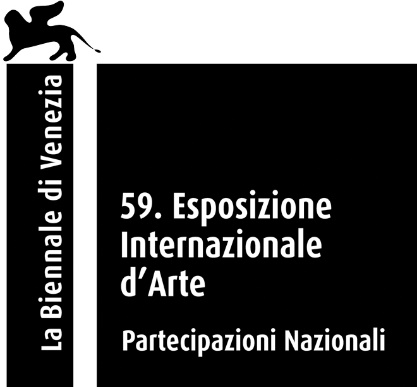 La Biennale di Venezia
59. Esposizione
Internazionale
d’Arte
Partecipazioni Nazionali